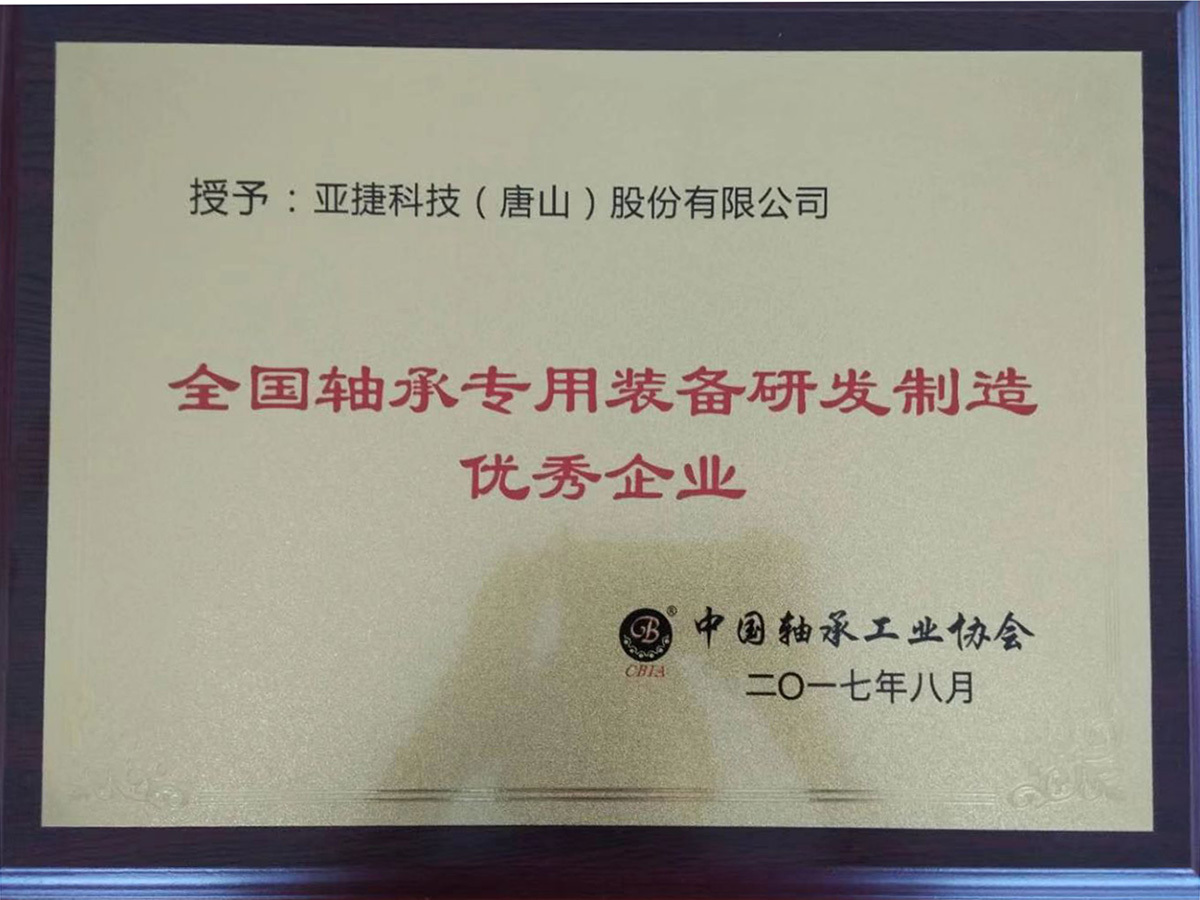 授予：亚捷科技（唐山）股份有限公司
全国轴承专用装备研发制造
优秀企业
B ® 中国轴承工业协会
CBIA
二〇一七年八月